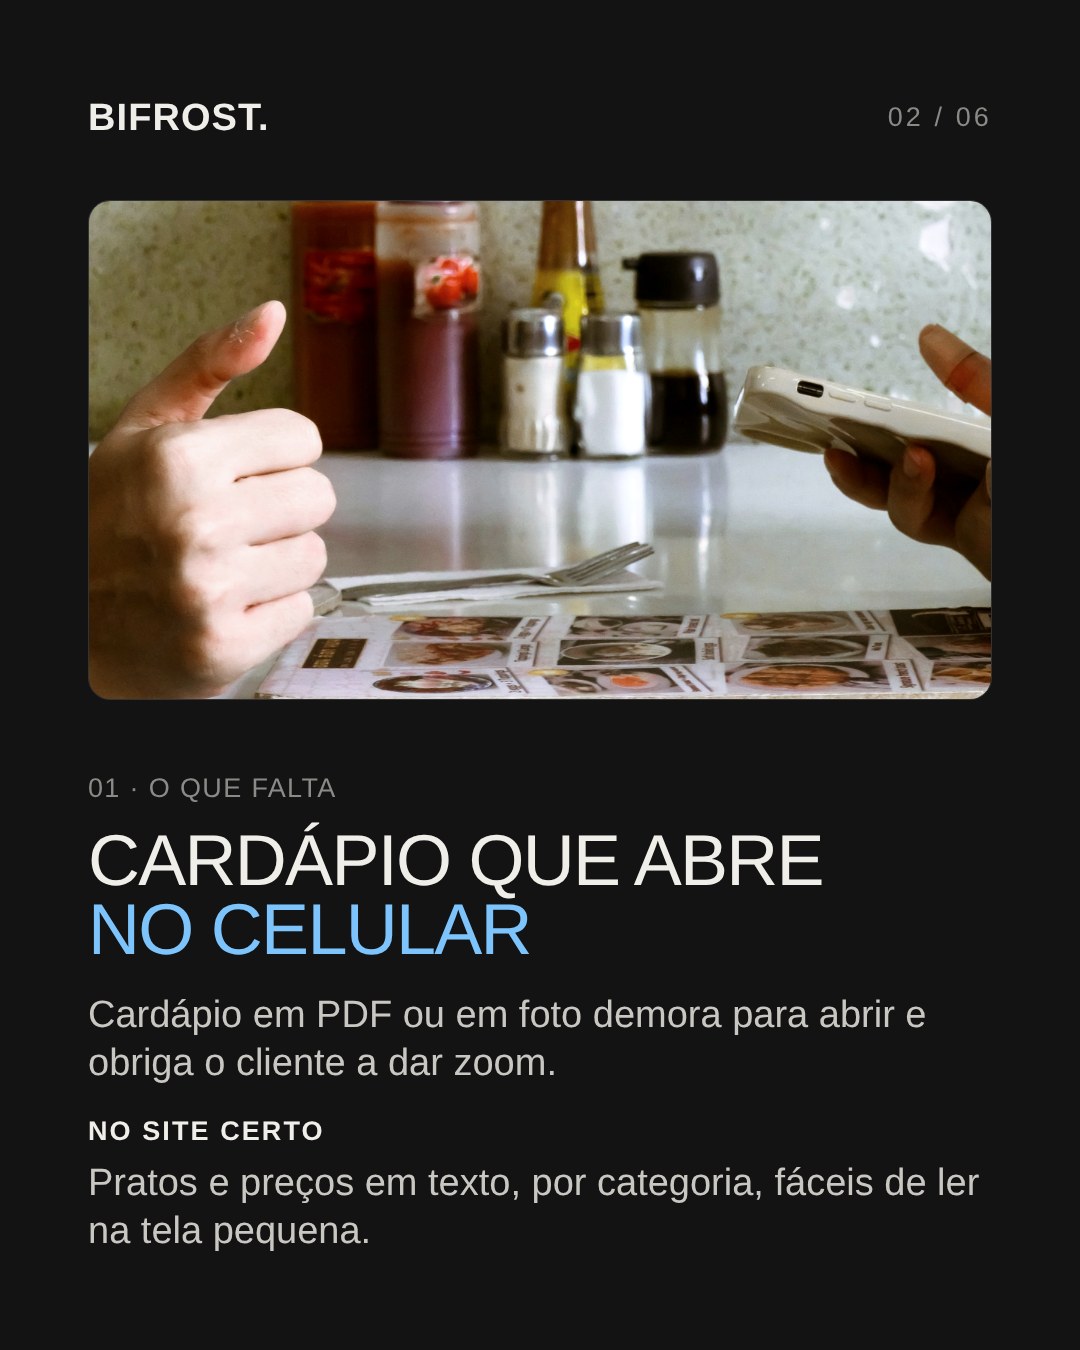 BIFROST.
02 / 06
01 · O QUE FALTA
CARDÁPIO QUE ABRE
NO CELULAR
Cardápio em PDF ou em foto demora para abrir e
obriga o cliente a dar zoom.
NO SITE CERTO
Pratos e preços em texto, por categoria, fáceis de ler
na tela pequena.